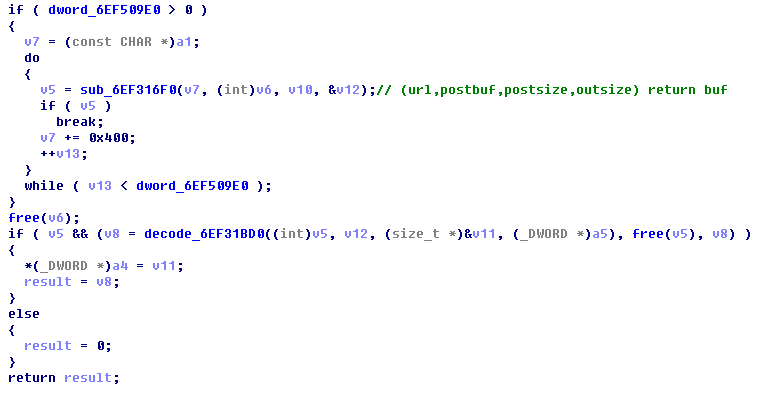 if ( dword_6EF509E0 > 0 )
{
  v7 = (const CHAR *)a1;
  do
  {
    v5 = sub_6EF316F0(v7, (int)v6, v10, &v12);// (url,postbuf,postsize,outsize) return buf
    if ( v5 )
      break;
    v7 += 0x400;
    ++v13;
  }
  while ( v13 < dword_6EF509E0 );
}
free(v6);
if ( v5 && (v8 = decode_6EF31BD0((int)v5, v12, (size_t *)&v11, (_DWORD *)a5), free(v5), v8) )
{
  *(_DWORD *)a4 = v11;
  result = v8;
}
else
{
  result = 0;
}
return result;